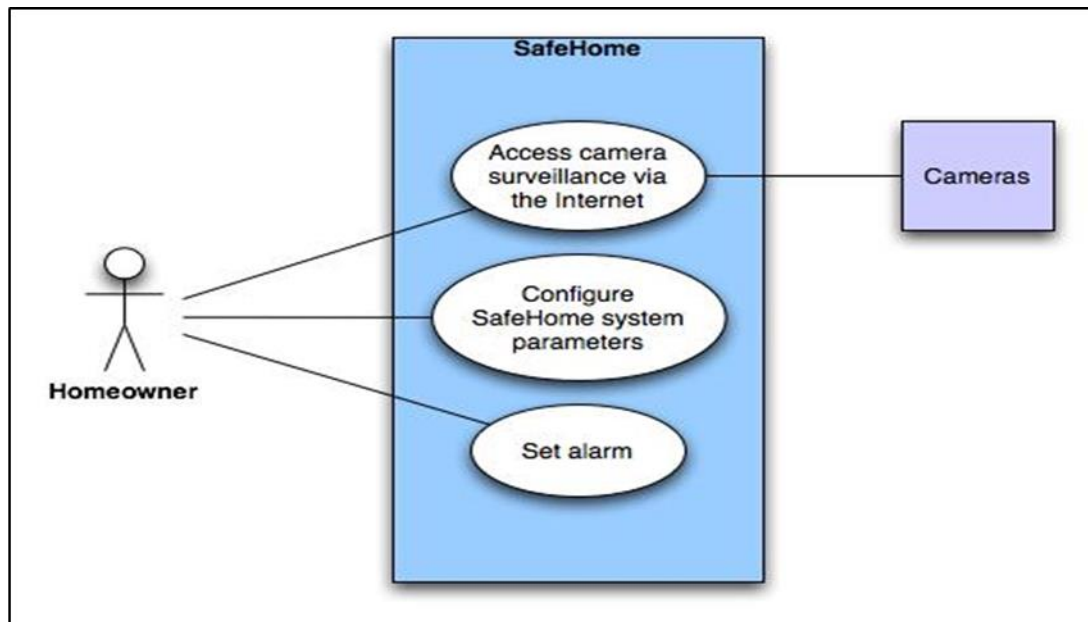 SafeHome
Access camera
surveillance via
the Internet
Cameras
Configure
SafeHome system
parameters
Homeowner
Set alarm